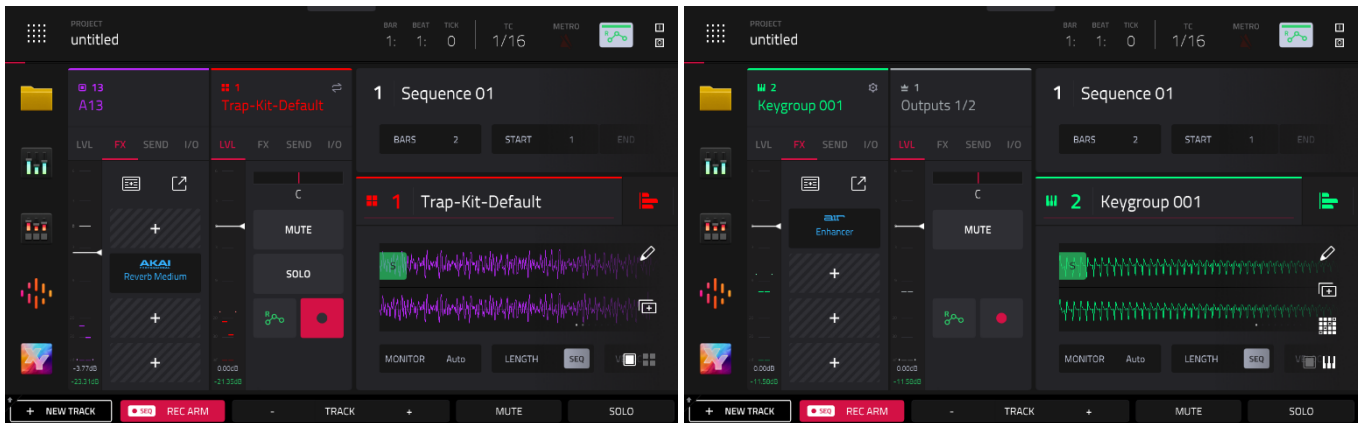 PROJECT
untitled
BAR BEAT TICK TC METRO
1: 1: 0 1/16 2
13
A13
1
Trap-Kit-Default
LVL FX SEND I/O
LVL FX SEND I/O
1 Sequence 01
BARS 2 START 1 END
C
MUTE
SOLO
R
AKAI
PROFESSIONAL
Reverb Medium
-3.77dB
-23.31dB
0.00dB
-21.35dB
1 Trap-Kit-Default
S
MONITOR Auto LENGTH SEQ
+ NEW TRACK SEQ REC ARM - TRACK + MUTE SOLO
PROJECT
untitled
BAR BEAT TICK TC METRO
1: 1: 0 1/16 2
2
Keygroup 001
1
Outputs 1/2
LVL FX SEND I/O
LVL FX SEND I/O
1 Sequence 01
BARS 2 START 1 END
C
MUTE
R
air
Enhancer
0.00dB
-11.50dB
0.00dB
-11.50dB
2 Keygroup 001
S
MONITOR Auto LENGTH SEQ
+ NEW TRACK SEQ REC ARM - TRACK + MUTE SOLO